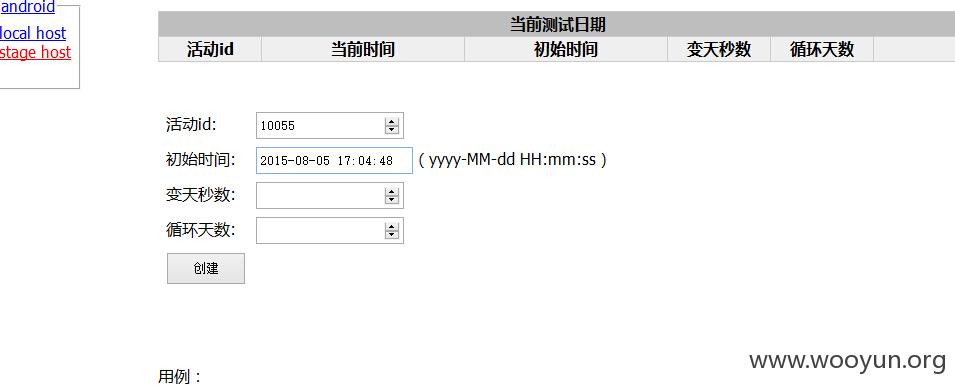 android
local host
stage host
当前测试日期
活动id 当前时间 初始时间 变天秒数 循环天数
活动id: 10055
初始时间: 2015-08-05 17:04:48 ( yyyy-MM-dd HH:mm:ss )
变天秒数:
循环天数:
创建
用例：
www.wooyun.org